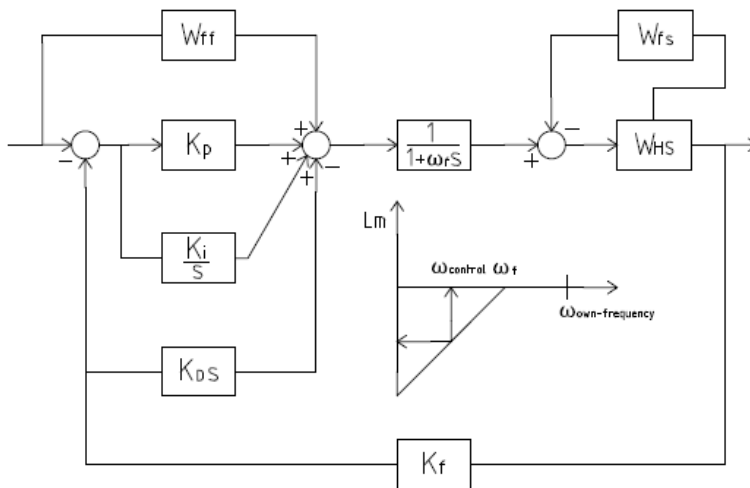 Wff
Wfs
-
Kp
+
+
+
-
1
1+ωfS
+
-
WHS
Ki
S
Lm
ωcontrol ωf
ωown-frequency
KDS
Kf